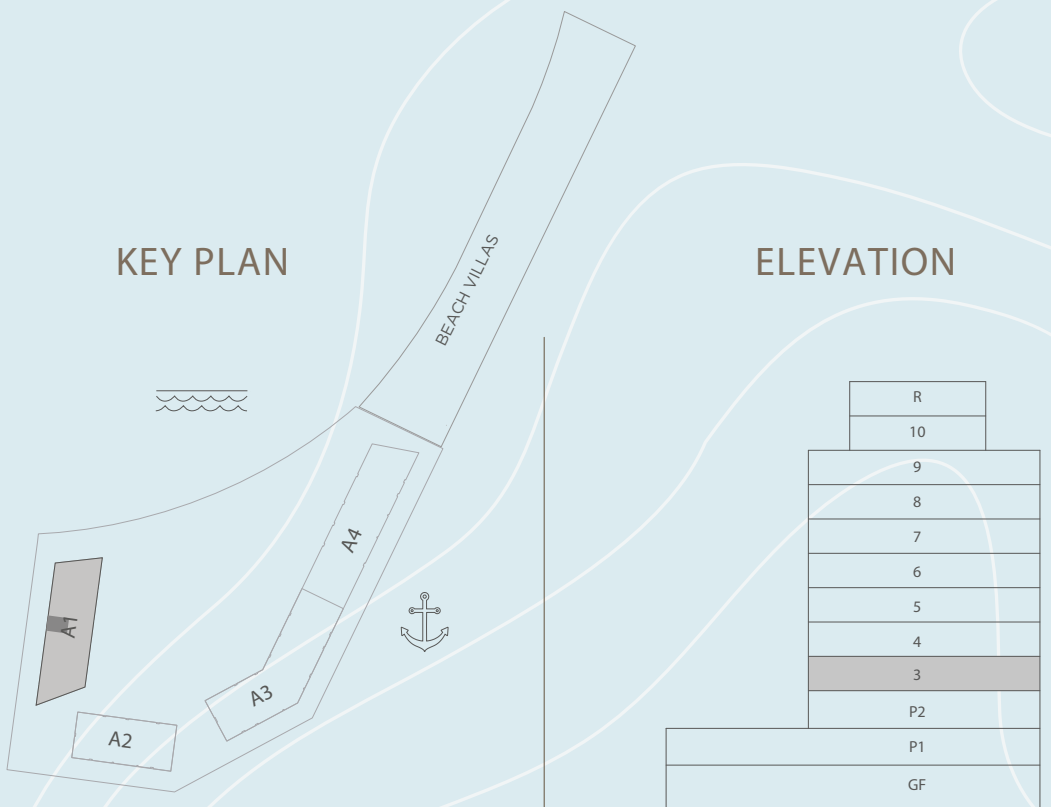 KEY PLAN
BEACH VILLAS
A4
A1
A3
A2
ELEVATION
R
10
9
8
7
6
5
4
3
P2
P1
GF